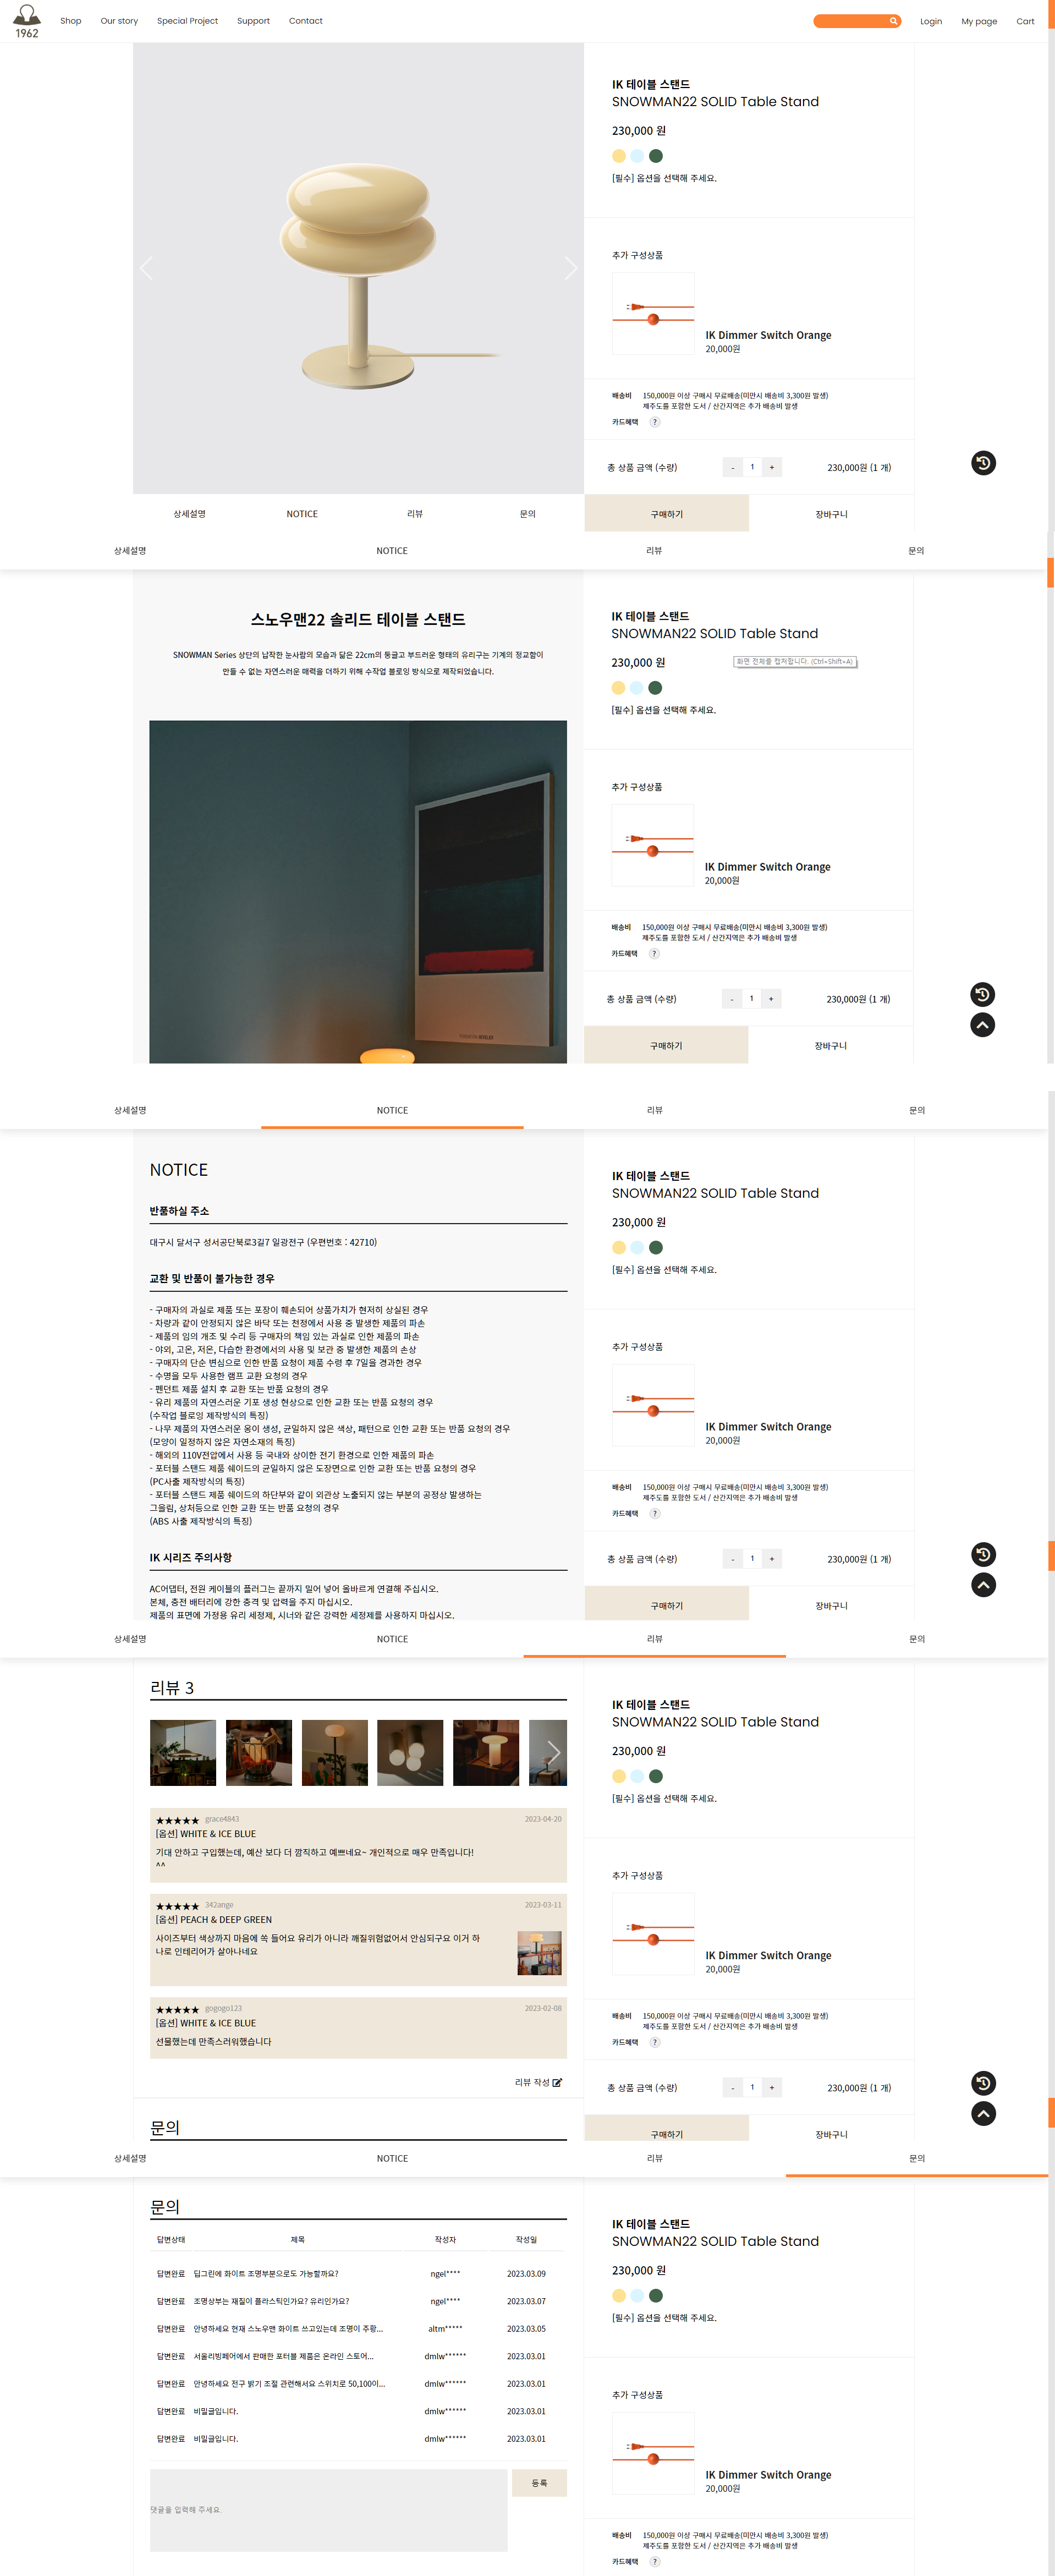 Shop Our story Special Project Support Contact
Login My page Cart
1962
IK 테이블 스탠드
SNOWMAN22 SOLID Table Stand
230,000 원
[필수] 옵션을 선택해 주세요.
추가 구성상품
IK Dimmer Switch Orange
20,000원
배송비 150,000원 이상 구매시 무료배송(미만시 배송비 3,300원 발생)
제주도를 포함한 도서 / 산간지역은 추가 배송비 발생
카드혜택 ?
총 상품 금액 (수량) - 1 + 230,000원 (1 개)
구매하기 장바구니
상세설명 NOTICE 리뷰 문의
상세설명 NOTICE 리뷰 문의
스노우맨22 솔리드 테이블 스탠드
SNOWMAN Series 상단의 납작한 눈사람의 모습과 닮은 22cm의 둥글고 부드러운 형태의 유리구는 기계의 정교함이
만들 수 없는 자연스러운 매력을 더하기 위해 수작업 블로잉 방식으로 제작되었습니다.
IK 테이블 스탠드
SNOWMAN22 SOLID Table Stand
230,000 원
화면 전체를 캡처합니다. (Ctrl+Shift+A)
[필수] 옵션을 선택해 주세요.
추가 구성상품
IK Dimmer Switch Orange
20,000원
배송비 150,000원 이상 구매시 무료배송(미만시 배송비 3,300원 발생)
제주도를 포함한 도서 / 산간지역은 추가 배송비 발생
카드혜택 ?
총 상품 금액 (수량) - 1 + 230,000원 (1 개)
구매하기 장바구니
상세설명 NOTICE 리뷰 문의
NOTICE
반품하실 주소
대구시 달서구 성서공단북로3길7 일광전구 (우편번호 : 42710)
교환 및 반품이 불가능한 경우
- 구매자의 과실로 제품 또는 포장이 훼손되어 상품가치가 현저히 상실된 경우
- 차량과 같이 안정되지 않은 바닥 또는 천정에서 사용 중 발생한 제품의 파손
- 제품의 임의 개조 및 수리 등 구매자의 책임 있는 과실로 인한 제품의 파손
- 야외, 고온, 저온, 다습한 환경에서의 사용 및 보관 중 발생한 제품의 손상
- 구매자의 단순 변심으로 인한 반품 요청이 제품 수령 후 7일을 경과한 경우
- 수명을 모두 사용한 램프 교환 요청의 경우
- 펜던트 제품 설치 후 교환 또는 반품 요청의 경우
- 유리 제품의 자연스러운 기포 생성 현상으로 인한 교환 또는 반품 요청의 경우
(수작업 블로잉 제작방식의 특징)
- 나무 제품의 자연스러운 옹이 생성, 균일하지 않은 색상, 패턴으로 인한 교환 또는 반품 요청의 경우
(모양이 일정하지 않은 자연소재의 특징)
- 해외의 110V전압에서 사용 등 국내와 상이한 전기 환경으로 인한 제품의 파손
- 포터블 스탠드 제품 쉐이드의 균일하지 않은 도장면으로 인한 교환 또는 반품 요청의 경우
(PC사출 제작방식의 특징)
- 포터블 스탠드 제품 쉐이드의 하단부와 같이 외관상 노출되지 않는 부분의 공정상 발생하는
그을림, 상처등으로 인한 교환 또는 반품 요청의 경우
(ABS 사출 제작방식의 특징)
IK 시리즈 주의사항
AC어댑터, 전원 케이블의 플러그는 끝까지 밀어 넣어 올바르게 연결해 주십시오.
본체, 충전 배터리에 강한 충격 및 압력을 주지 마십시오.
제품의 표면에 가정용 유리 세정제, 시너와 같은 강력한 세정제를 사용하지 마십시오.
IK 테이블 스탠드
SNOWMAN22 SOLID Table Stand
230,000 원
[필수] 옵션을 선택해 주세요.
추가 구성상품
IK Dimmer Switch Orange
20,000원
배송비 150,000원 이상 구매시 무료배송(미만시 배송비 3,300원 발생)
제주도를 포함한 도서 / 산간지역은 추가 배송비 발생
카드혜택 ?
총 상품 금액 (수량) - 1 + 230,000원 (1 개)
구매하기 장바구니
상세설명 NOTICE 리뷰 문의
리뷰 3
★★★★★ grace4843 2023-04-20
[옵션] WHITE & ICE BLUE
기대 안하고 구입했는데, 예산 보다 더 깜직하고 예쁘네요~ 개인적으로 매우 만족입니다!
^^
★★★★★ 342ange 2023-03-11
[옵션] PEACH & DEEP GREEN
사이즈부터 색상까지 마음에 쏙 들어요 유리가 아니라 깨질위험없어서 안심되구요 이거 하
나로 인테리어가 살아나네요
★★★★★ gogogo123 2023-02-08
[옵션] WHITE & ICE BLUE
선물했는데 만족스러워했습니다
리뷰 작성
문의
IK 테이블 스탠드
SNOWMAN22 SOLID Table Stand
230,000 원
[필수] 옵션을 선택해 주세요.
추가 구성상품
IK Dimmer Switch Orange
20,000원
배송비 150,000원 이상 구매시 무료배송(미만시 배송비 3,300원 발생)
제주도를 포함한 도서 / 산간지역은 추가 배송비 발생
카드혜택 ?
총 상품 금액 (수량) - 1 + 230,000원 (1 개)
구매하기 장바구니
상세설명 NOTICE 리뷰 문의
문의
답변상태 제목 작성자 작성일
답변완료 딥그린에 화이트 조명부분으로도 가능할까요? ngel**** 2023.03.09
답변완료 조명상부는 재질이 플라스틱인가요? 유리인가요? ngel**** 2023.03.07
답변완료 안녕하세요 현재 스노우맨 화이트 쓰고있는데 조명이 주황... altm***** 2023.03.05
답변완료 서울리빙페어에서 판매한 포터블 제품은 온라인 스토어... dmlw****** 2023.03.01
답변완료 안녕하세요 전구 밝기 조절 관련해서요 스위치로 50,100이... dmlw****** 2023.03.01
답변완료 비밀글입니다. dmlw****** 2023.03.01
답변완료 비밀글입니다. dmlw****** 2023.03.01
댓글을 입력해 주세요.
등록
IK 테이블 스탠드
SNOWMAN22 SOLID Table Stand
230,000 원
[필수] 옵션을 선택해 주세요.
추가 구성상품
IK Dimmer Switch Orange
20,000원
배송비 150,000원 이상 구매시 무료배송(미만시 배송비 3,300원 발생)
제주도를 포함한 도서 / 산간지역은 추가 배송비 발생
카드혜택 ?